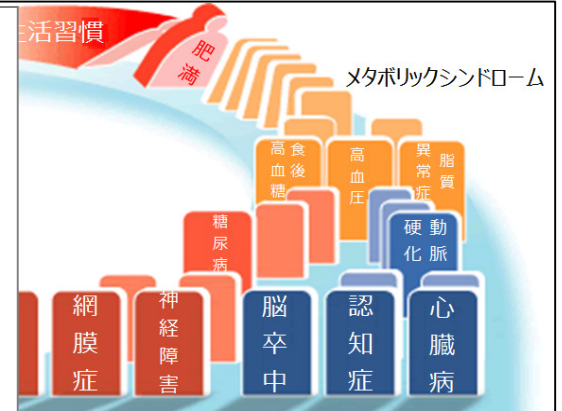 活習慣
肥満
メタボリックシンドローム
食後
高血糖
高血圧
脂質
異常症
糖尿病
動脈
硬化
網膜症
神経障害
脳卒中
認知症
心臓病